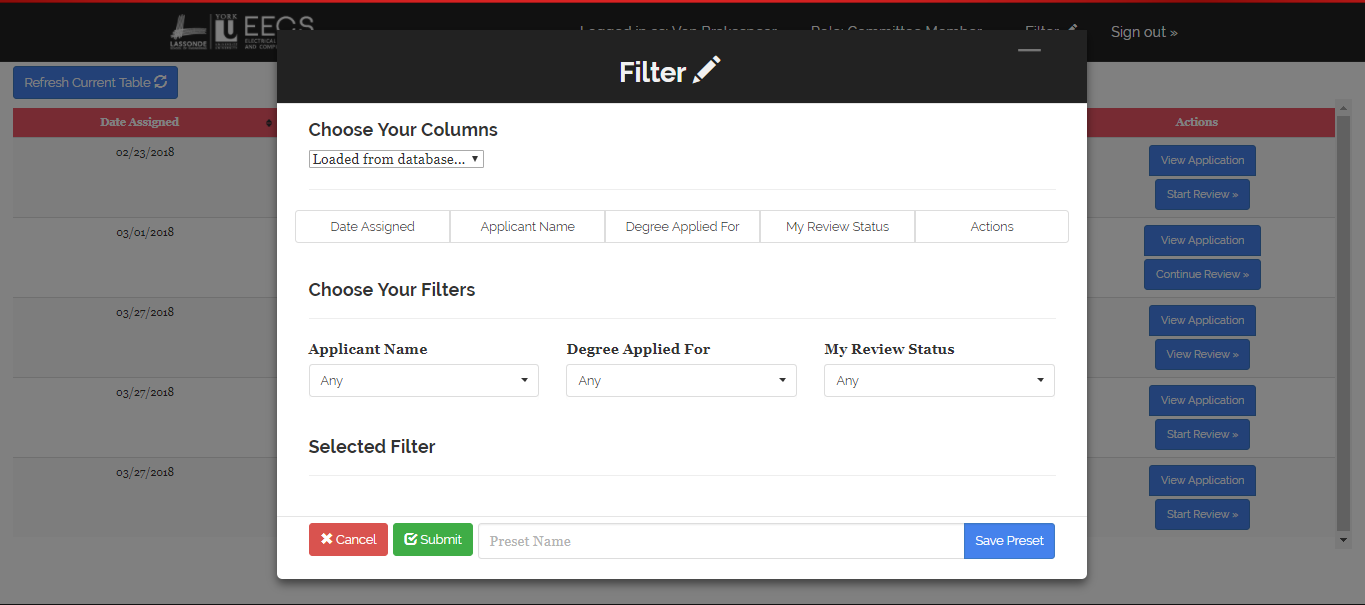 LASSONDE
YORK
U
EECS
Sign out »
Refresh Current Table
Filter
Date Assigned
Actions
Choose Your Columns
Loaded from database...
02/23/2018
View Application
Start Review »
Date Assigned Applicant Name Degree Applied For My Review Status Actions
03/01/2018
View Application
Continue Review »
Choose Your Filters
03/27/2018
View Application
Applicant Name Degree Applied For My Review Status
View Review »
Any Any Any
03/27/2018
View Application
Start Review »
Selected Filter
03/27/2018
View Application
Start Review »
Cancel Submit Preset Name Save Preset